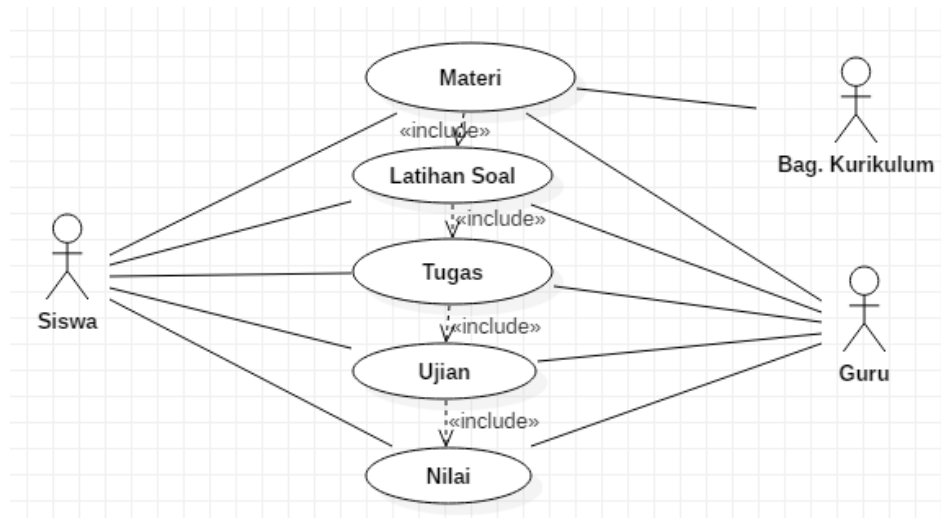 Materi
«include»
Bag. Kurikulum
Latihan Soal
«include»
Tugas
Siswa
«include»
Ujian
Guru
«include»
Nilai